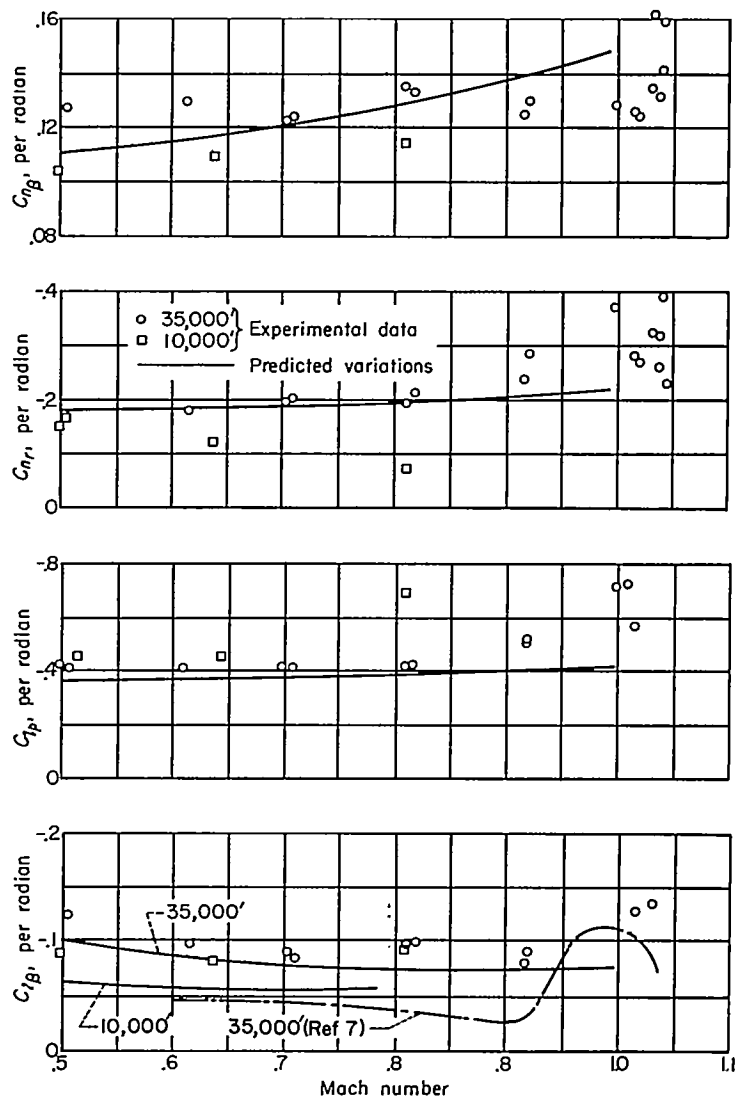 .16
.12
.08
Cnβ, per radian
-.4
-.2
0
Cnr, per radian
35,000'
10,000'
Experimental data
Predicted variations
-.8
-.4
0
Clp, per radian
-.2
-.1
0
Clβ, per radian
35,000'
10,000'
35,000' (Ref 7)
.5 .6 .7 .8 .8 1.0 1.1
Mach number